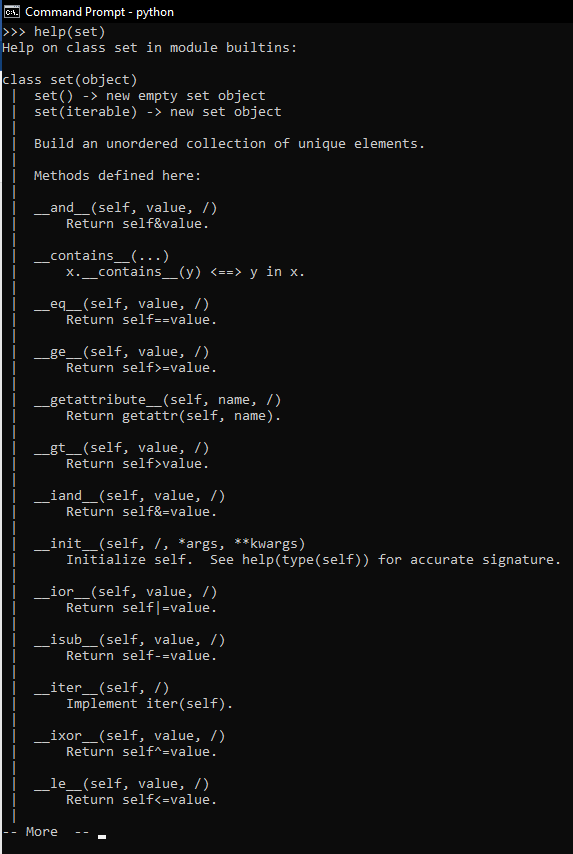 Command Prompt - python
>>> help(set)
Help on class set in module builtins:

class set(object)
 |  set() -> new empty set object
 |  set(iterable) -> new set object
 |
 |  Build an unordered collection of unique elements.
 |
 |  Methods defined here:
 |
 |  __and__(self, value, /)
 |      Return self&value.
 |
 |  __contains__(...)
 |      x.__contains__(y) <==> y in x.
 |
 |  __eq__(self, value, /)
 |      Return self==value.
 |
 |  __ge__(self, value, /)
 |      Return self>=value.
 |
 |  __getattribute__(self, name, /)
 |      Return getattr(self, name).
 |
 |  __gt__(self, value, /)
 |      Return self>value.
 |
 |  __iand__(self, value, /)
 |      Return self&=value.
 |
 |  __init__(self, /, *args, **kwargs)
 |      Initialize self.  See help(type(self)) for accurate signature.
 |
 |  __ior__(self, value, /)
 |      Return self|=value.
 |
 |  __isub__(self, value, /)
 |      Return self-=value.
 |
 |  __iter__(self, /)
 |      Implement iter(self).
 |
 |  __ixor__(self, value, /)
 |      Return self^=value.
 |
 |  __le__(self, value, /)
 |      Return self<=value.
 |
-- More  --